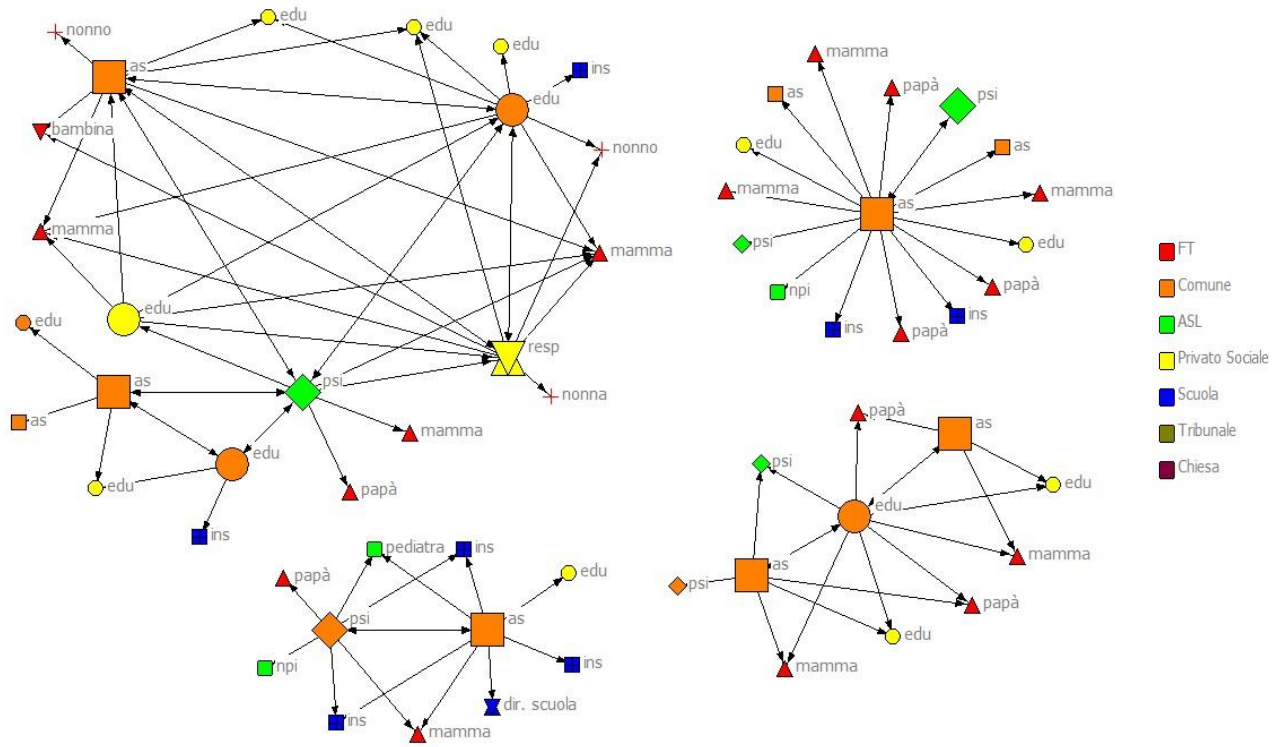 nonno
edu
edu
edu
ins
as
edu
bambina
nonno
mamma
mamma
edu
edu
resp
as
psi
nonna
as
mamma
edu
edu
papà
ins
mamma
as
papà
psi
edu
as
mamma
as
mamma
psi
edu
npi
papà
ins
ins
papà
FT
Comune
ASL
Privato Sociale
Scuola
Tribunale
Chiesa
pediatra
ins
edu
papà
psi
as
npi
ins
dir. scuola
ins
mamma
papà
as
psi
edu
edu
as
mamma
psi
papà
edu
mamma